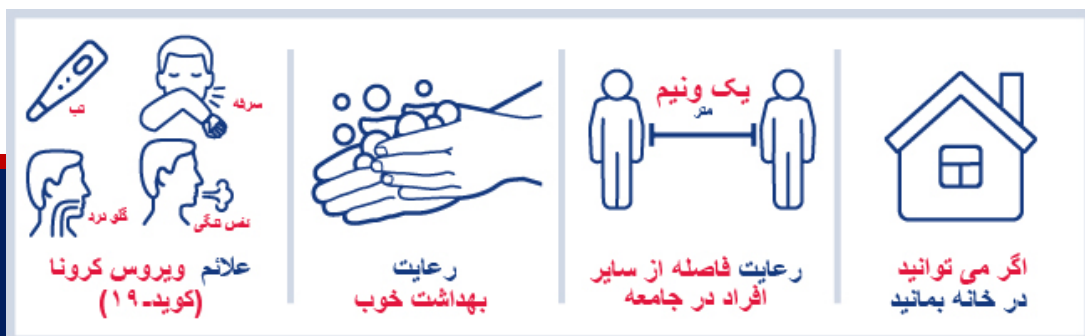 اگر می توانید
در خانه بمانید
یک ونیم
متر
رعایت فاصله از سایر
افراد در جامعه
رعایت
بهداشت خوب
تب
سرفه
گلو درد
نفس تنگی
علائم ویروس کرونا
(کوید-۱۹)